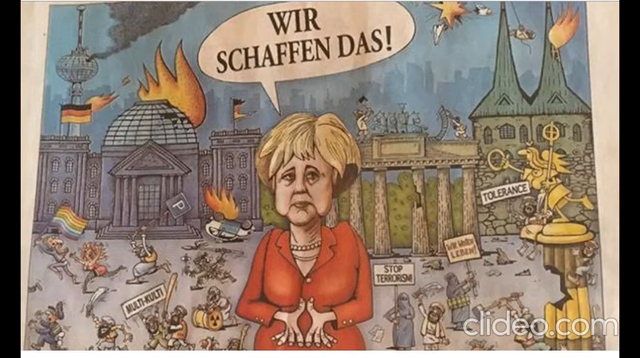 WIR
SCHAFFEN DAS!
TOLERANCE
P
STOP
TERRORISM!
MULTI-KULTI
clideo.com